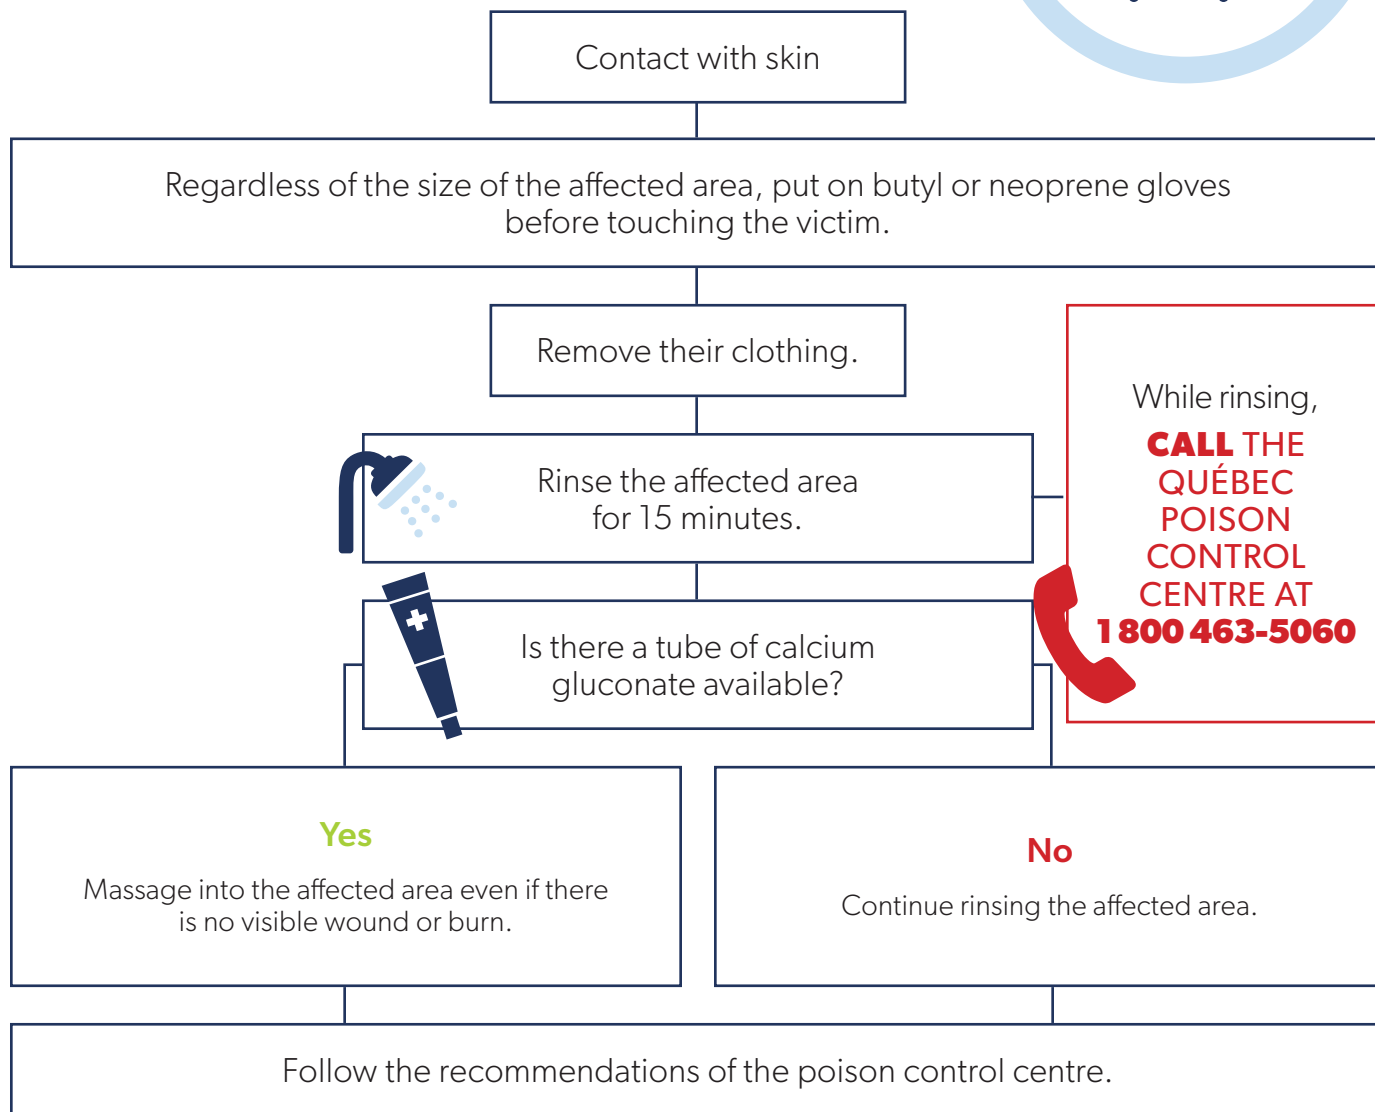 Contact with skin
Regardless of the size of the affected area, put on butyl or neoprene gloves
before touching the victim.
Remove their clothing.
Rinse the affected area
for 15 minutes.
While rinsing,
CALL THE
QUÉBEC
POISON
CONTROL
CENTRE AT
1 800 463-5060
Is there a tube of calcium
gluconate available?
Yes
Massage into the affected area even if there
is no visible wound or burn.
No
Continue rinsing the affected area.
Follow the recommendations of the poison control centre.